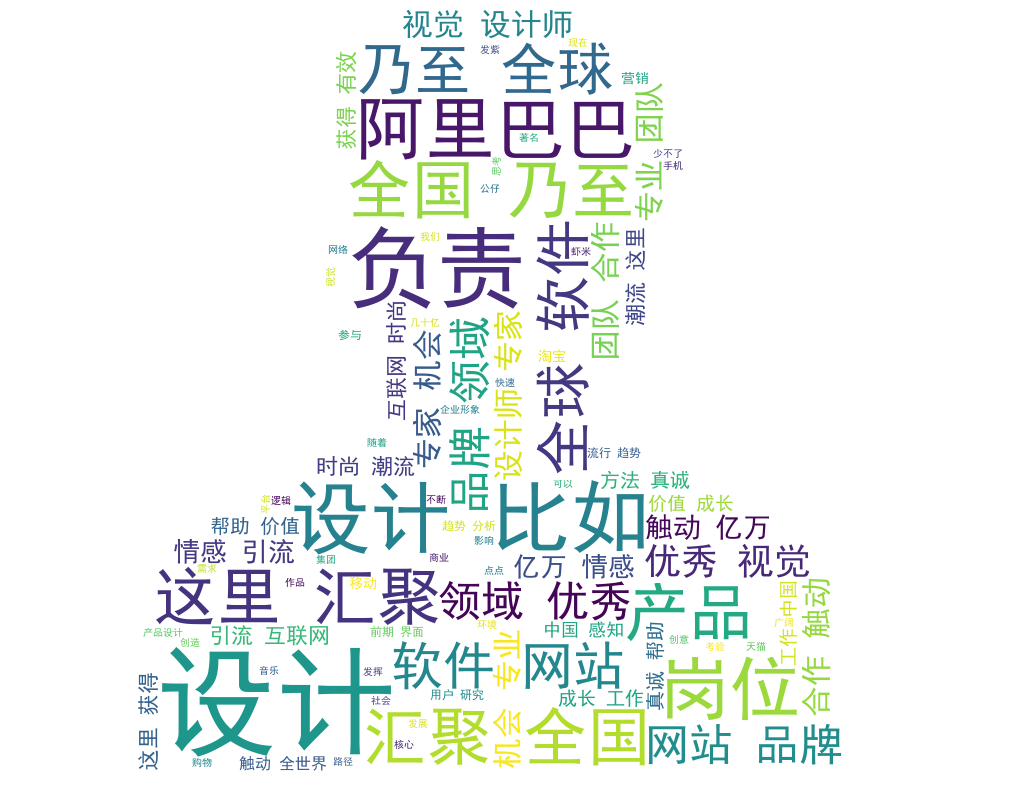 视觉 设计师
发紫
现在
乃至 全球
有效
营销
获得
阿里巴巴
著名
团队
少不了
手机
全国 乃至
思考
公仔
专业
负责
我们
网络
视觉
软件
虾米
合作
这里
潮流
团队
时尚
互联网
几十亿
参与
机会
专家
领域
品牌
专家
设计师
淘宝
快速
全球
企业形象
随着
流行 趋势
时尚 潮流
方法 真诚
可以
设计
比如
平台
逻辑
不断
价值 成长
帮助 价值
趋势 分析
触动 亿万
影响
情感 引流
集团
商业
点点
亿万 情感
优秀 视觉
需求
这里 汇聚
作品
移动
领域 优秀
产品
中国
工作
触动
合作
产品设计
创造
引流 互联网
前期 界面
环境
中国 感知
帮助
真诚
创意
考验
天猫
广阔
设计
音乐
发挥
软件
专业
网站
岗位
社会
用户 研究
成长 工作
获得
这里
汇聚
发展
核心
机会
全国
网站 品牌
购物
触动 全世界
路径